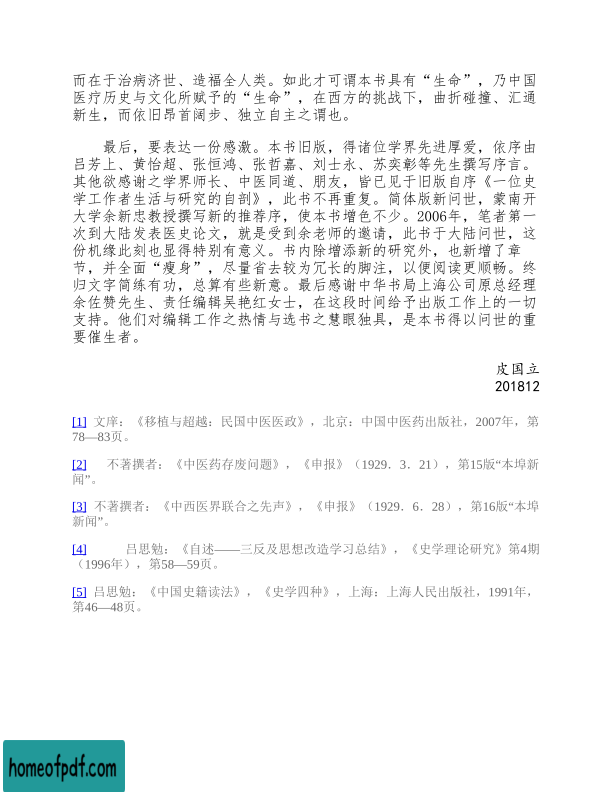 而在于治病济世、造福全人类。如此才可谓本书具有“生命”，乃中国
医疗历史与文化所赋予的“生命”，在西方的挑战下，曲折碰撞、汇通
新生，而依旧昂首阔步、独立自主之谓也。
最后，要表达一份感激。本书旧版，得诸位学界先进厚爱，依序由
吕芳上、黄怡超、张恒鸿、张哲嘉、刘士永、苏奕彰等先生撰写序言。
其他欲感谢之学界师长、中医同道、朋友，皆已见于旧版自序《一位史
学工作者生活与研究的自剖》，此书不再重复。简体版新问世，蒙南开
大学余新忠教授撰写新的推荐序，使本书增色不少。2006年，笔者第一
次到大陆发表医史论文，就是受到余老师的邀请，此书于大陆问世，这
份机缘此刻也显得特别有意义。书内除增添新的研究外，也新增了章
节，并全面“瘦身”，尽量省去较为冗长的脚注，以便阅读更顺畅。终
归文字简练有功，总算有些新意。最后感谢中华书局上海公司原总经理
余佐赞先生、责任编辑吴艳红女士，在这段时间给予出版工作上的一切
支持。他们对编辑工作之热情与选书之慧眼独具，是本书得以问世的重
要催生者。
皮国立
201812
[1] 文庠：《移植与超越：民国中医医政》，北京：中国中医药出版社，2007年，第
78—83页。
[2] 不著撰者：《中医药存废问题》，《申报》（1929．3．21），第15版“本埠新
闻”。
[3] 不著撰者：《中西医界联合之先声》，《申报》（1929．6．28），第16版“本埠
新闻”。
[4] 吕思勉：《自述——三反及思想改造学习总结》，《史学理论研究》第4期
（1996年），第58—59页。
[5] 吕思勉：《中国史籍读法》，《史学四种》，上海：上海人民出版社，1991年，
第46—48页。
homeofpdf.com